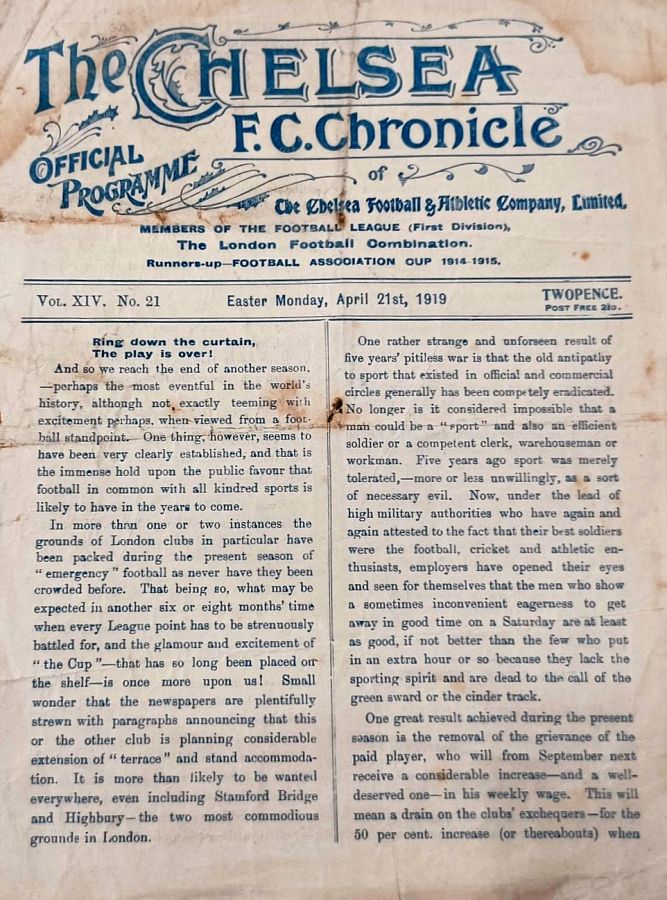 The CHELSEA
F.C. Chronicle
OFFICIAL
PROGRAMME
of
The Chelsea Football & Athletic Company, Limited.
MEMBERS OF THE FOOTBALL LEAGUE (First Division),
The London Football Combination.
Runners-up—FOOTBALL ASSOCIATION CUP 1914-1915.
VOL. XIV. No. 21
Easter Monday, April 21st, 1919
TWOPENCE.
POST FREE 2½D.
Ring down the curtain,
The play is over!
And so we reach the end of another season,
—perhaps the most eventful in the world's
history, although not exactly teeming with
excitement perhaps, when viewed from a foot-
ball standpoint. One thing, however, seems to
have been very clearly established, and that is
the immense hold upon the public favour that
football in common with all kindred sports is
likely to have in the years to come.
In more than one or two instances the
grounds of London clubs in particular have
been packed during the present season of
"emergency" football as never have they been
crowded before. That being so, what may be
expected in another six or eight months' time
when every League point has to be strenuously
battled for, and the glamour and excitement of
"the Cup"—that has so long been placed on
the shelf—is once more upon us! Small
wonder that the newspapers are plentifully
strewn with paragraphs announcing that this
or the other club is planning considerable
extension of "terrace" and stand accommoda-
tion. It is more than likely to be wanted
everywhere, even including Stamford Bridge
and Highbury—the two most commodious
grounds in London.
One rather strange and unforseen result of
five years' pitiless war is that the old antipathy
to sport that existed in official and commercial
circles generally has been completely eradicated.
No longer is it considered impossible that a
man could be a "sport" and also an efficient
soldier or a competent clerk, warehouseman or
workman. Five years ago sport was merely
tolerated,—more or less unwillingly, as a sort
of necessary evil. Now, under the lead of
high military authorities who have again and
again attested to the fact that their best soldiers
were the football, cricket and athletic en-
thusiasts, employers have opened their eyes
and seen for themselves that the men who show
a sometimes inconvenient eagerness to get
away in good time on a Saturday are at least
as good, if not better than the few who put
in an extra hour or so because they lack the
sporting spirit and are dead to the call of the
green sward or the cinder track.
One great result achieved during the present
season is the removal of the grievance of the
paid player, who will from September next
receive a considerable increase—and a well-
deserved one—in his weekly wage. This will
mean a drain on the clubs' exchequers—for the
50 per cent. increase (or thereabouts) when